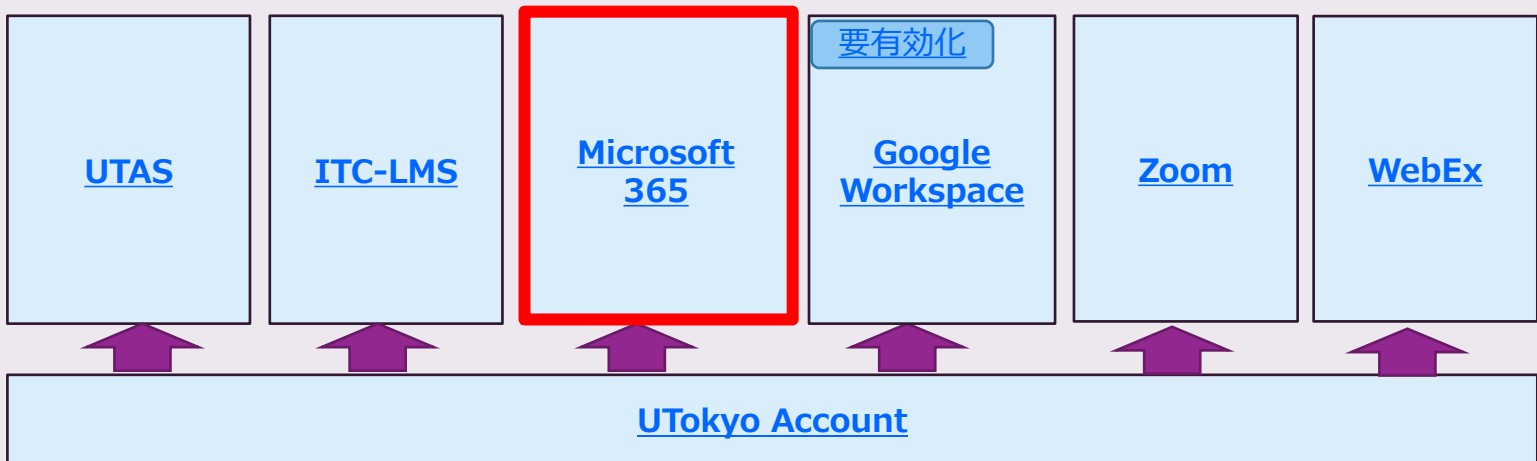 要有効化
UTAS
ITC-LMS
Microsoft
365
Google
Workspace
Zoom
WebEx
UTokyo Account